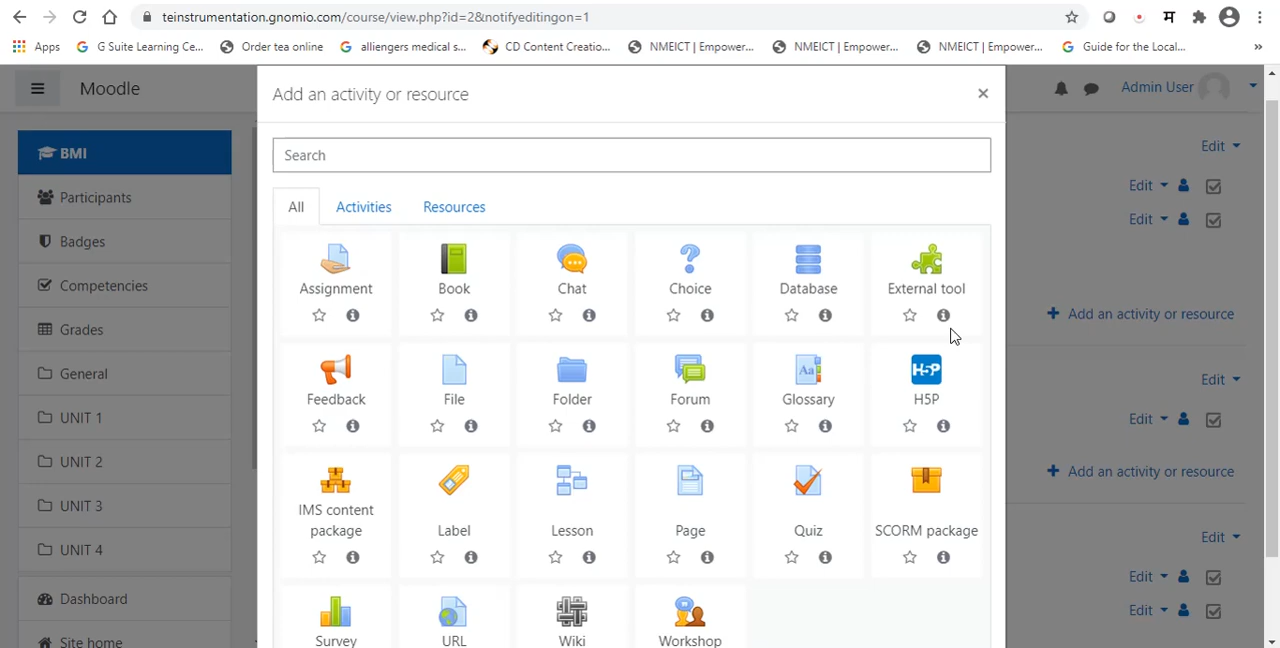 teinstrumentation.gnomio.com/course/view.php?id=2&notifyeditingon=1
म
Apps G Suite Learning Ce... Order tea online alliengers medical s... CD Content Creatio... NMEICT | Empower... NMEICT | Empower... NMEICT | Empower... Guide for the Local... »
Moodle
Admin User
Add an activity or resource
×
Search
All Activities Resources
BMI
Participants
Badges
Competencies
Grades
General
UNIT 1
UNIT 2
UNIT 3
UNIT 4
Dashboard
Site home
Assignment Book Chat Choice Database External tool
Feedback File Folder Forum Glossary H5P
H-P
Aa
IMS content package Label Lesson Page Quiz SCORM package
Survey URL Wiki Workshop
Edit
Edit
Edit
+ Add an activity or resource
Edit
Edit
+ Add an activity or resource
Edit
Edit
Edit